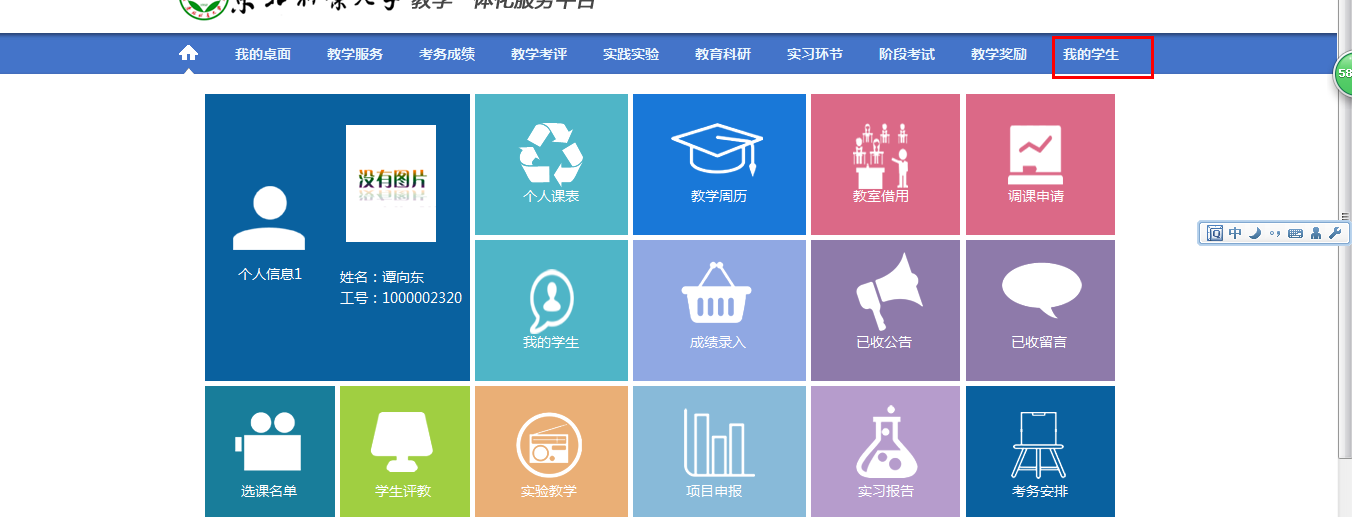 教学一体化服务平台
我的桌面 教学服务 考务成绩 教学考评 实践实验 教育科研 实习环节 阶段考试 教学奖励 我的学生
58
没有图片
个人信息1
姓名：谭向东
工号：1000002320
个人课表
教学周历
教室借用
调课申请
中
我的学生
成绩录入
已收公告
已收留言
选课名单
学生评教
实验教学
项目申报
实习报告
考务安排